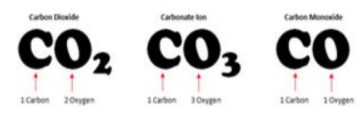 Carbon Dioxide
CO2
1 Carbon 2 Oxygen
Carbonate Ion
CO3
1 Carbon 3 Oxygen
Carbon Monoxide
CO
1 Carbon 1 Oxygen